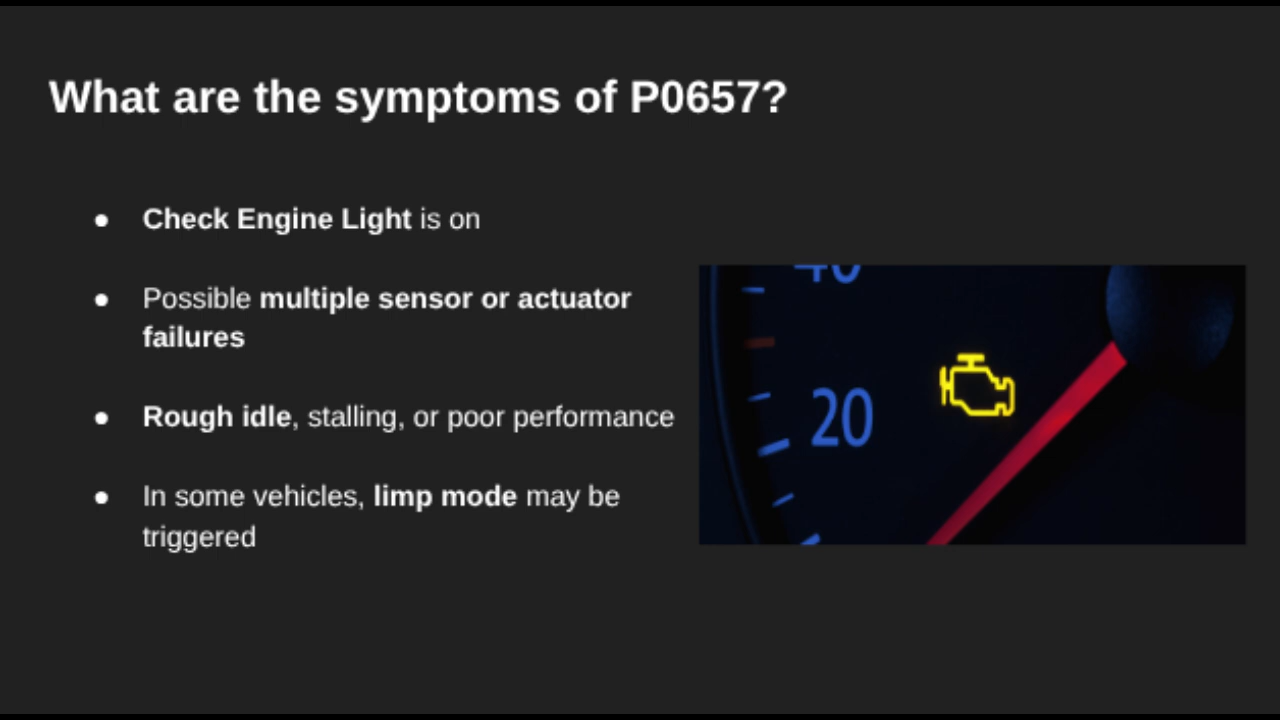 What are the symptoms of P0657?
● Check Engine Light is on
● Possible multiple sensor or actuator
failures
● Rough idle, stalling, or poor performance
● In some vehicles, limp mode may be
triggered
40
20